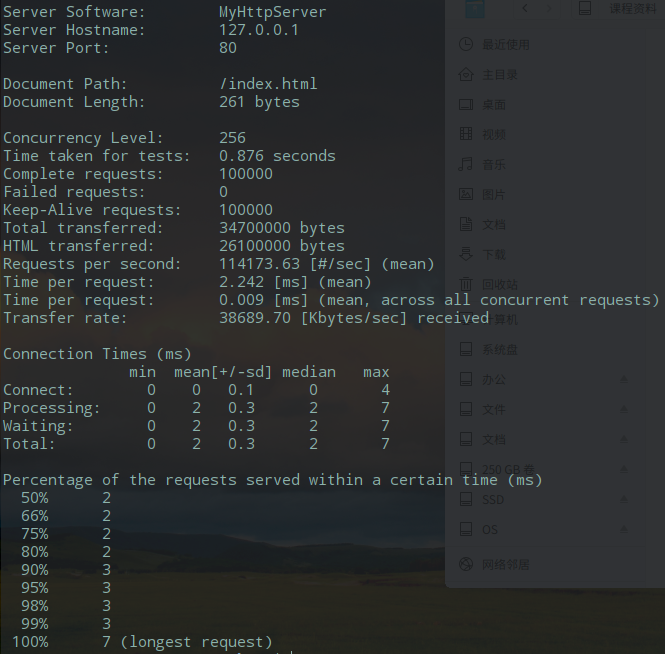 Server Software:        MyHttpServer
Server Hostname:        127.0.0.1
Server Port:            80
Document Path:          /index.html
Document Length:        261 bytes
Concurrency Level:      256
Time taken for tests:   0.876 seconds
Complete requests:      100000
Failed requests:        0
Keep-Alive requests:    100000
Total transferred:      34700000 bytes
HTML transferred:       26100000 bytes
Requests per second:    114173.63 [#/sec] (mean)
Time per request:       2.242 [ms] (mean)
Time per request:       0.009 [ms] (mean, across all concurrent requests)
Transfer rate:          38689.70 [Kbytes/sec] received
Connection Times (ms)
              min  mean[+/-sd] median   max
Connect:        0    0   0.1      0       4
Processing:     0    2   0.3      2       7
Waiting:        0    2   0.3      2       7
Total:          0    2   0.3      2       7
Percentage of the requests served within a certain time (ms)
  50%      2
  66%      2
  75%      2
  80%      2
  90%      3
  95%      3
  98%      3
  99%      3
 100%      7 (longest request)
课程资料
最近使用
主目录
桌面
视频
音乐
图片
文档
下载
回收站
计算机
系统盘
办公
文件
文档
250 GB 卷
SSD
OS
网络邻居